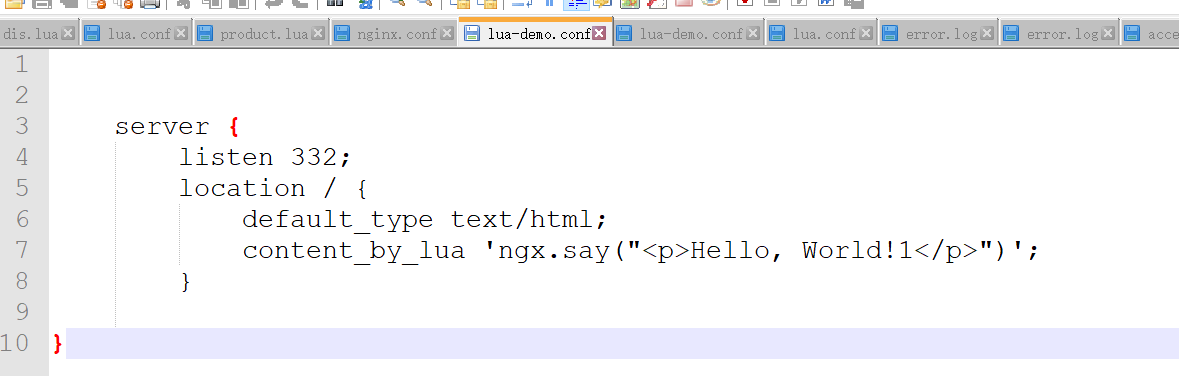 dis.lua lua.conf product.lua nginx.conf lua-demo.conf lua-demo.conf lua.conf error.log error.log acce
1
2
3 server {
4 listen 332;
5 location / {
6 default_type text/html;
7 content_by_lua 'ngx.say("<p>Hello, World!1</p>")';
8 }
9
10 }